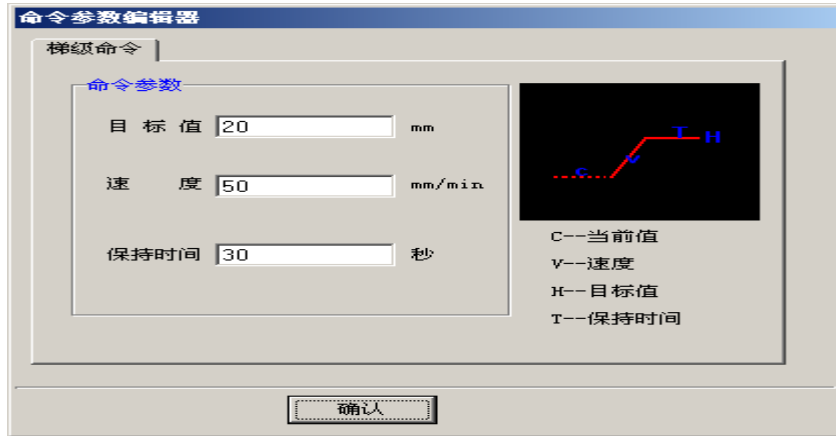 命令参数编辑器
梯级命令
命令参数
目 标 值 20 mm
速 度 50 mm/min
保持时间 30 秒
T H
V
C
C--当前值
V--速度
H--目标值
T--保持时间
确认